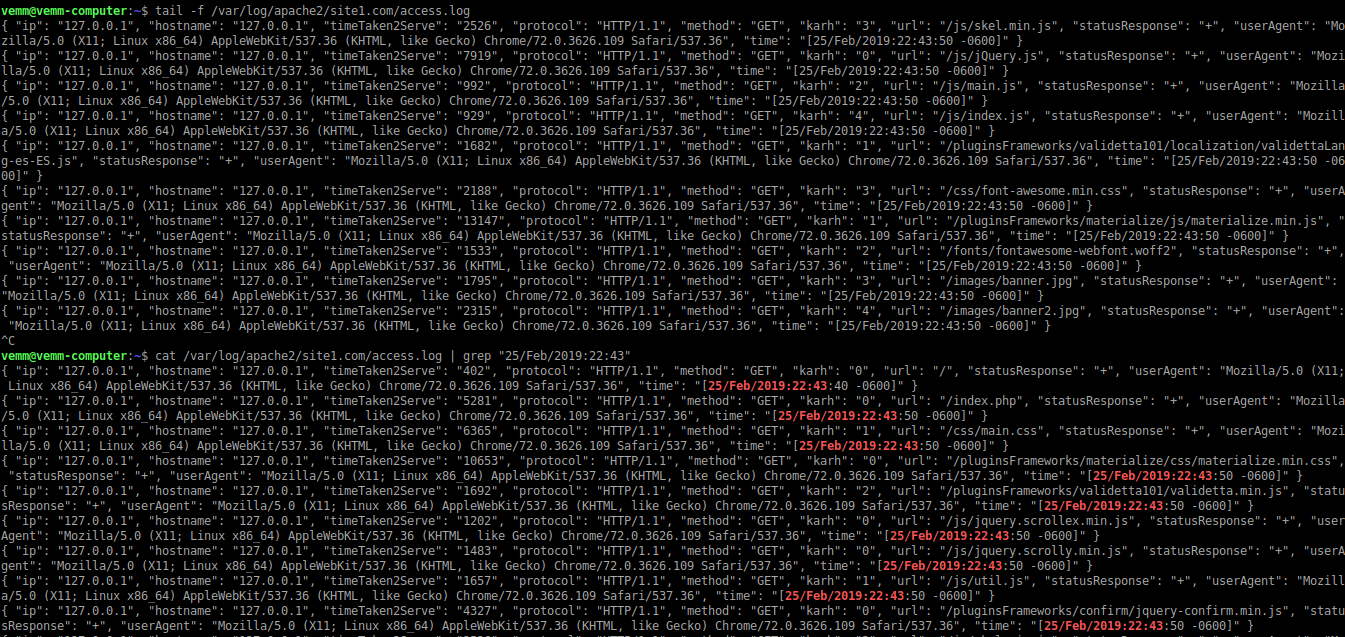 vemm@vemm-computer:~$ tail -f /var/log/apache2/site1.com/access.log
{ "ip": "127.0.0.1", "hostname": "127.0.0.1", "timeTaken2Serve": "2526", "protocol": "HTTP/1.1", "method": "GET", "karh": "3", "url": "/js/skel.min.js", "statusResponse": "+", "userAgent": "Mo
zilla/5.0 (X11; Linux x86_64) AppleWebKit/537.36 (KHTML, like Gecko) Chrome/72.0.3626.109 Safari/537.36", "time": "[25/Feb/2019:22:43:50 -0600]" }
{ "ip": "127.0.0.1", "hostname": "127.0.0.1", "timeTaken2Serve": "7919", "protocol": "HTTP/1.1", "method": "GET", "karh": "0", "url": "/js/jQuery.js", "statusResponse": "+", "userAgent": "Mozi
lla/5.0 (X11; Linux x86_64) AppleWebKit/537.36 (KHTML, like Gecko) Chrome/72.0.3626.109 Safari/537.36", "time": "[25/Feb/2019:22:43:50 -0600]" }
{ "ip": "127.0.0.1", "hostname": "127.0.0.1", "timeTaken2Serve": "992", "protocol": "HTTP/1.1", "method": "GET", "karh": "2", "url": "/js/main.js", "statusResponse": "+", "userAgent": "Mozilla
/5.0 (X11; Linux x86_64) AppleWebKit/537.36 (KHTML, like Gecko) Chrome/72.0.3626.109 Safari/537.36", "time": "[25/Feb/2019:22:43:50 -0600]" }
{ "ip": "127.0.0.1", "hostname": "127.0.0.1", "timeTaken2Serve": "929", "protocol": "HTTP/1.1", "method": "GET", "karh": "4", "url": "/js/index.js", "statusResponse": "+", "userAgent": "Mozill
a/5.0 (X11; Linux x86_64) AppleWebKit/537.36 (KHTML, like Gecko) Chrome/72.0.3626.109 Safari/537.36", "time": "[25/Feb/2019:22:43:50 -0600]" }
{ "ip": "127.0.0.1", "hostname": "127.0.0.1", "timeTaken2Serve": "1682", "protocol": "HTTP/1.1", "method": "GET", "karh": "1", "url": "/pluginsFrameworks/validetta101/localization/validettaLan
g-es-ES.js", "statusResponse": "+", "userAgent": "Mozilla/5.0 (X11; Linux x86_64) AppleWebKit/537.36 (KHTML, like Gecko) Chrome/72.0.3626.109 Safari/537.36", "time": "[25/Feb/2019:22:43:50 -06
00]" }
{ "ip": "127.0.0.1", "hostname": "127.0.0.1", "timeTaken2Serve": "2188", "protocol": "HTTP/1.1", "method": "GET", "karh": "3", "url": "/css/font-awesome.min.css", "statusResponse": "+", "userA
gent": "Mozilla/5.0 (X11; Linux x86_64) AppleWebKit/537.36 (KHTML, like Gecko) Chrome/72.0.3626.109 Safari/537.36", "time": "[25/Feb/2019:22:43:50 -0600]" }
{ "ip": "127.0.0.1", "hostname": "127.0.0.1", "timeTaken2Serve": "13147", "protocol": "HTTP/1.1", "method": "GET", "karh": "1", "url": "/pluginsFrameworks/materialize/js/materialize.min.js", "
statusResponse": "+", "userAgent": "Mozilla/5.0 (X11; Linux x86_64) AppleWebKit/537.36 (KHTML, like Gecko) Chrome/72.0.3626.109 Safari/537.36", "time": "[25/Feb/2019:22:43:50 -0600]" }
{ "ip": "127.0.0.1", "hostname": "127.0.0.1", "timeTaken2Serve": "1533", "protocol": "HTTP/1.1", "method": "GET", "karh": "2", "url": "/fonts/fontawesome-webfont.woff2", "statusResponse": "+",
"userAgent": "Mozilla/5.0 (X11; Linux x86_64) AppleWebKit/537.36 (KHTML, like Gecko) Chrome/72.0.3626.109 Safari/537.36", "time": "[25/Feb/2019:22:43:50 -0600]" }
{ "ip": "127.0.0.1", "hostname": "127.0.0.1", "timeTaken2Serve": "1795", "protocol": "HTTP/1.1", "method": "GET", "karh": "3", "url": "/images/banner.jpg", "statusResponse": "+", "userAgent":
"Mozilla/5.0 (X11; Linux x86_64) AppleWebKit/537.36 (KHTML, like Gecko) Chrome/72.0.3626.109 Safari/537.36", "time": "[25/Feb/2019:22:43:50 -0600]" }
{ "ip": "127.0.0.1", "hostname": "127.0.0.1", "timeTaken2Serve": "2315", "protocol": "HTTP/1.1", "method": "GET", "karh": "4", "url": "/images/banner2.jpg", "statusResponse": "+", "userAgent":
"Mozilla/5.0 (X11; Linux x86_64) AppleWebKit/537.36 (KHTML, like Gecko) Chrome/72.0.3626.109 Safari/537.36", "time": "[25/Feb/2019:22:43:50 -0600]" }
^C
vemm@vemm-computer:~$ cat /var/log/apache2/site1.com/access.log | grep "25/Feb/2019:22:43"
{ "ip": "127.0.0.1", "hostname": "127.0.0.1", "timeTaken2Serve": "402", "protocol": "HTTP/1.1", "method": "GET", "karh": "0", "url": "/", "statusResponse": "+", "userAgent": "Mozilla/5.0 (X11;
Linux x86_64) AppleWebKit/537.36 (KHTML, like Gecko) Chrome/72.0.3626.109 Safari/537.36", "time": "[25/Feb/2019:22:43:40 -0600]" }
{ "ip": "127.0.0.1", "hostname": "127.0.0.1", "timeTaken2Serve": "5281", "protocol": "HTTP/1.1", "method": "GET", "karh": "0", "url": "/index.php", "statusResponse": "+", "userAgent": "Mozilla
/5.0 (X11; Linux x86_64) AppleWebKit/537.36 (KHTML, like Gecko) Chrome/72.0.3626.109 Safari/537.36", "time": "[25/Feb/2019:22:43:50 -0600]" }
{ "ip": "127.0.0.1", "hostname": "127.0.0.1", "timeTaken2Serve": "6365", "protocol": "HTTP/1.1", "method": "GET", "karh": "1", "url": "/css/main.css", "statusResponse": "+", "userAgent": "Mozi
lla/5.0 (X11; Linux x86_64) AppleWebKit/537.36 (KHTML, like Gecko) Chrome/72.0.3626.109 Safari/537.36", "time": "[25/Feb/2019:22:43:50 -0600]" }
{ "ip": "127.0.0.1", "hostname": "127.0.0.1", "timeTaken2Serve": "10653", "protocol": "HTTP/1.1", "method": "GET", "karh": "0", "url": "/pluginsFrameworks/materialize/css/materialize.min.css",
"statusResponse": "+", "userAgent": "Mozilla/5.0 (X11; Linux x86_64) AppleWebKit/537.36 (KHTML, like Gecko) Chrome/72.0.3626.109 Safari/537.36", "time": "[25/Feb/2019:22:43:50 -0600]" }
{ "ip": "127.0.0.1", "hostname": "127.0.0.1", "timeTaken2Serve": "1692", "protocol": "HTTP/1.1", "method": "GET", "karh": "2", "url": "/pluginsFrameworks/validetta101/validetta.min.js", "statu
sResponse": "+", "userAgent": "Mozilla/5.0 (X11; Linux x86_64) AppleWebKit/537.36 (KHTML, like Gecko) Chrome/72.0.3626.109 Safari/537.36", "time": "[25/Feb/2019:22:43:50 -0600]" }
{ "ip": "127.0.0.1", "hostname": "127.0.0.1", "timeTaken2Serve": "1202", "protocol": "HTTP/1.1", "method": "GET", "karh": "0", "url": "/js/jquery.scrollex.min.js", "statusResponse": "+", "user
Agent": "Mozilla/5.0 (X11; Linux x86_64) AppleWebKit/537.36 (KHTML, like Gecko) Chrome/72.0.3626.109 Safari/537.36", "time": "[25/Feb/2019:22:43:50 -0600]" }
{ "ip": "127.0.0.1", "hostname": "127.0.0.1", "timeTaken2Serve": "1483", "protocol": "HTTP/1.1", "method": "GET", "karh": "0", "url": "/js/jquery.scrolly.min.js", "statusResponse": "+", "userA
gent": "Mozilla/5.0 (X11; Linux x86_64) AppleWebKit/537.36 (KHTML, like Gecko) Chrome/72.0.3626.109 Safari/537.36", "time": "[25/Feb/2019:22:43:50 -0600]" }
{ "ip": "127.0.0.1", "hostname": "127.0.0.1", "timeTaken2Serve": "1657", "protocol": "HTTP/1.1", "method": "GET", "karh": "1", "url": "/js/util.js", "statusResponse": "+", "userAgent": "Mozill
a/5.0 (X11; Linux x86_64) AppleWebKit/537.36 (KHTML, like Gecko) Chrome/72.0.3626.109 Safari/537.36", "time": "[25/Feb/2019:22:43:50 -0600]" }
{ "ip": "127.0.0.1", "hostname": "127.0.0.1", "timeTaken2Serve": "4327", "protocol": "HTTP/1.1", "method": "GET", "karh": "0", "url": "/pluginsFrameworks/confirm/jquery-confirm.min.js", "statu
sResponse": "+", "userAgent": "Mozilla/5.0 (X11; Linux x86_64) AppleWebKit/537.36 (KHTML, like Gecko) Chrome/72.0.3626.109 Safari/537.36", "time": "[25/Feb/2019:22:43:50 -0600]" }